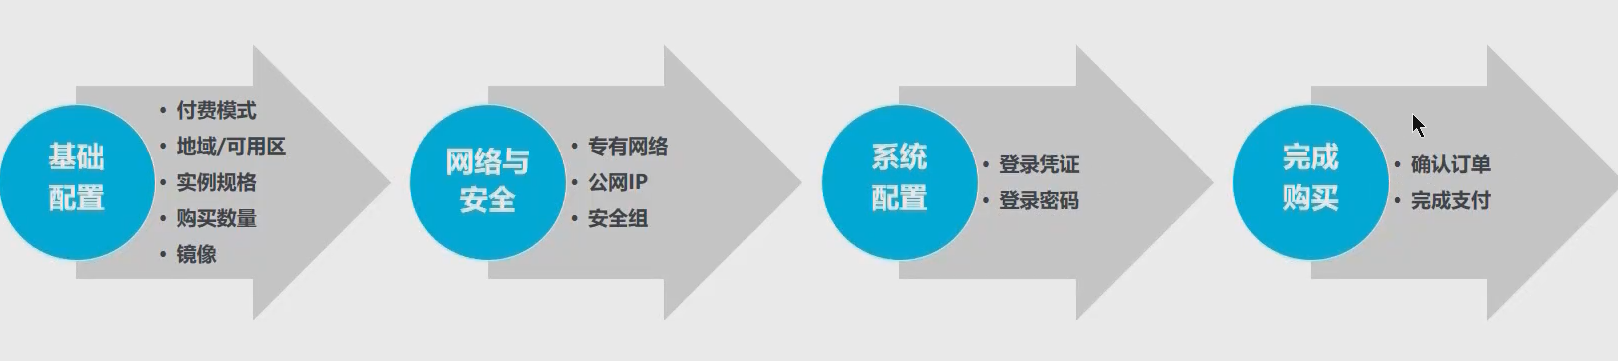 基础
配置
• 付费模式
• 地域/可用区
• 实例规格
• 购买数量
• 镜像
网络与
安全
• 专有网络
• 公网IP
• 安全组
系统
配置
• 登录凭证
• 登录密码
完成
购买
• 确认订单
• 完成支付